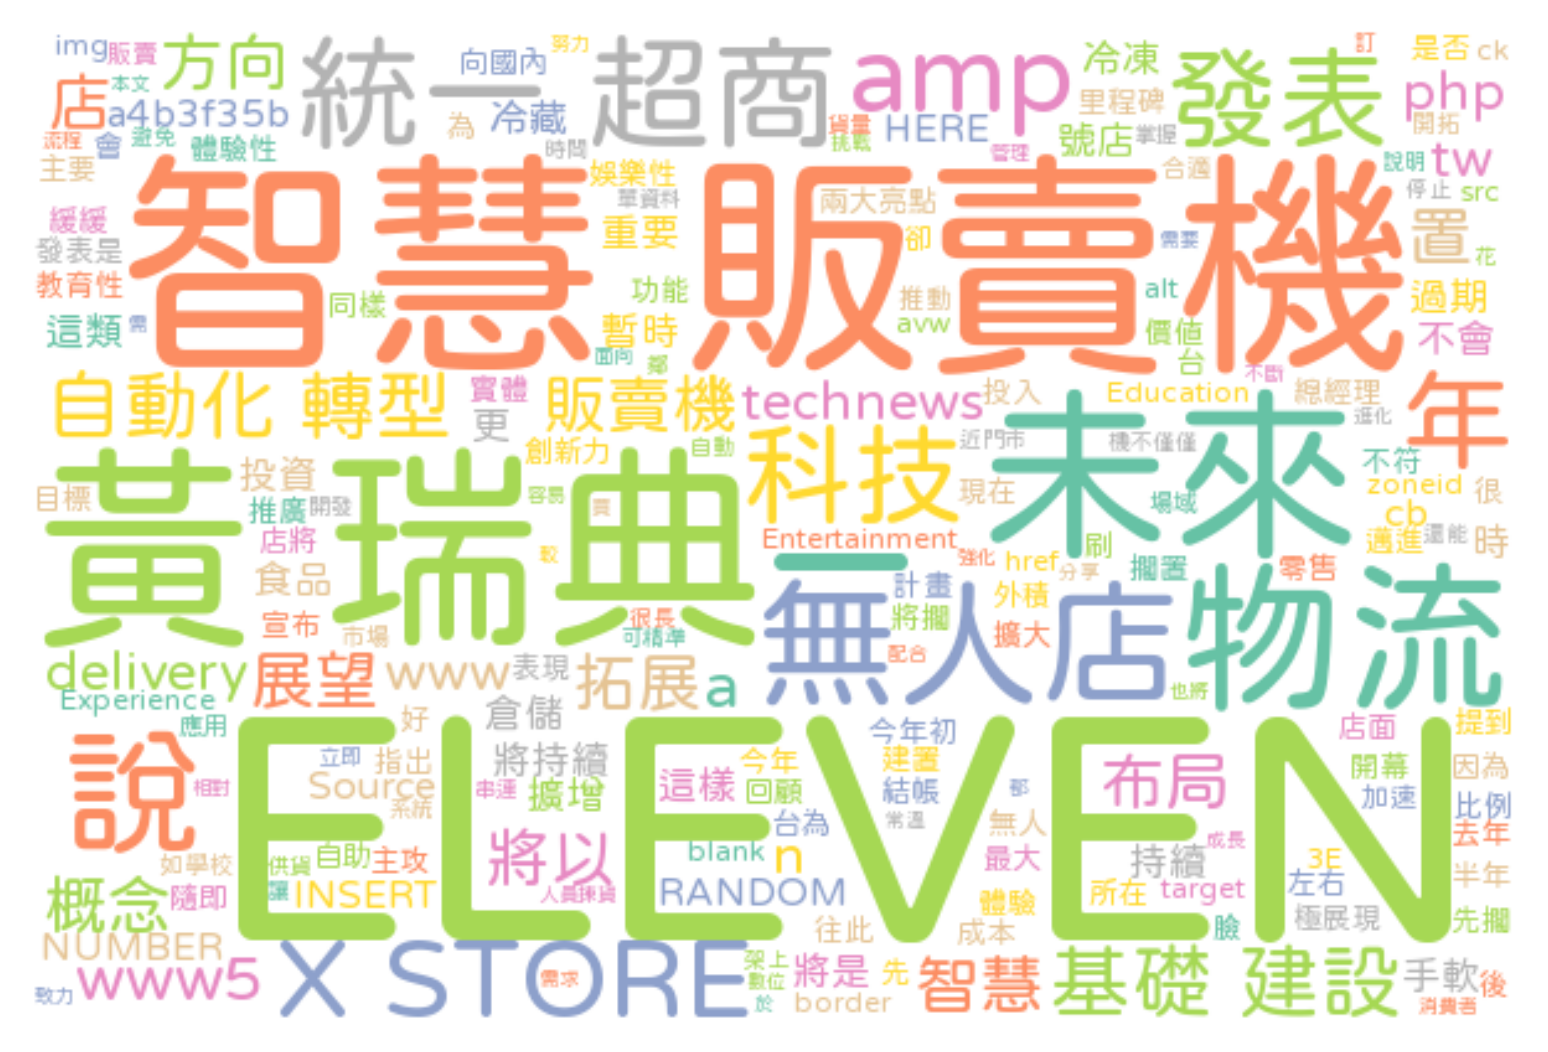 img 販賣 方向 統一 超商 向國內 努力 amp 冷凍 發表 訂 是否 ck
店 本文 a4b3f35b 為 冷藏 貨量 HERE 里程碑 php
流程 會 避免 體驗性 時間 挑戰 管理 號店 掌握 開拓
主要 娛樂性 單資料 兩大亮點 合適 說明 tw
智慧 販賣機 停止 src
緩緩 重要 卻 需要 置 花
發表是
教育性 同樣 功能 推動 alt 過期
這類 需 暫時 avw 價值 不會
面向 鄰 台
自動化 轉型 實體 販賣機 technews 投入 Education 不斷 總經理 年
更 創新力 自動 科技 近門市 未來 機不僅僅 進化
黃瑞典 投資 不符
目標 推廣 開發 容易 買 現在 場域 zoneid 很
店將 cb
較 Entertainment 強化 href 刷 邁進 還能 時
食品 一 分享 擱置 零售
宣布 市場 很長 可精準 無人店 計畫 外積 物流
將擱 擴大
delivery 展望 www 表現 拓展 a 配合 也將
Experience 應用 好 倉儲 今年初 店面 提到
說 ELEVEN
立即 指出 將持續 今年 建置 布局 開幕 因為
相對 Source 串連 擴增 這樣 回顧 結帳 都 加速 比例
系統 台為 常溫 無人 成長 去年
如學校 供貨 自助 主攻 將以 blank n 最大 持續 3E 半年
概念 隨即 讓 INSERT 人員揀貨 RANDOM 體驗 所在 target 左右
NUMBER 往此 成本 臉 極展現 先擱
www5 X STORE 架上 將是 先 智慧 基礎 建設 手軟 後
致力 需求 數位 於 border 消費者